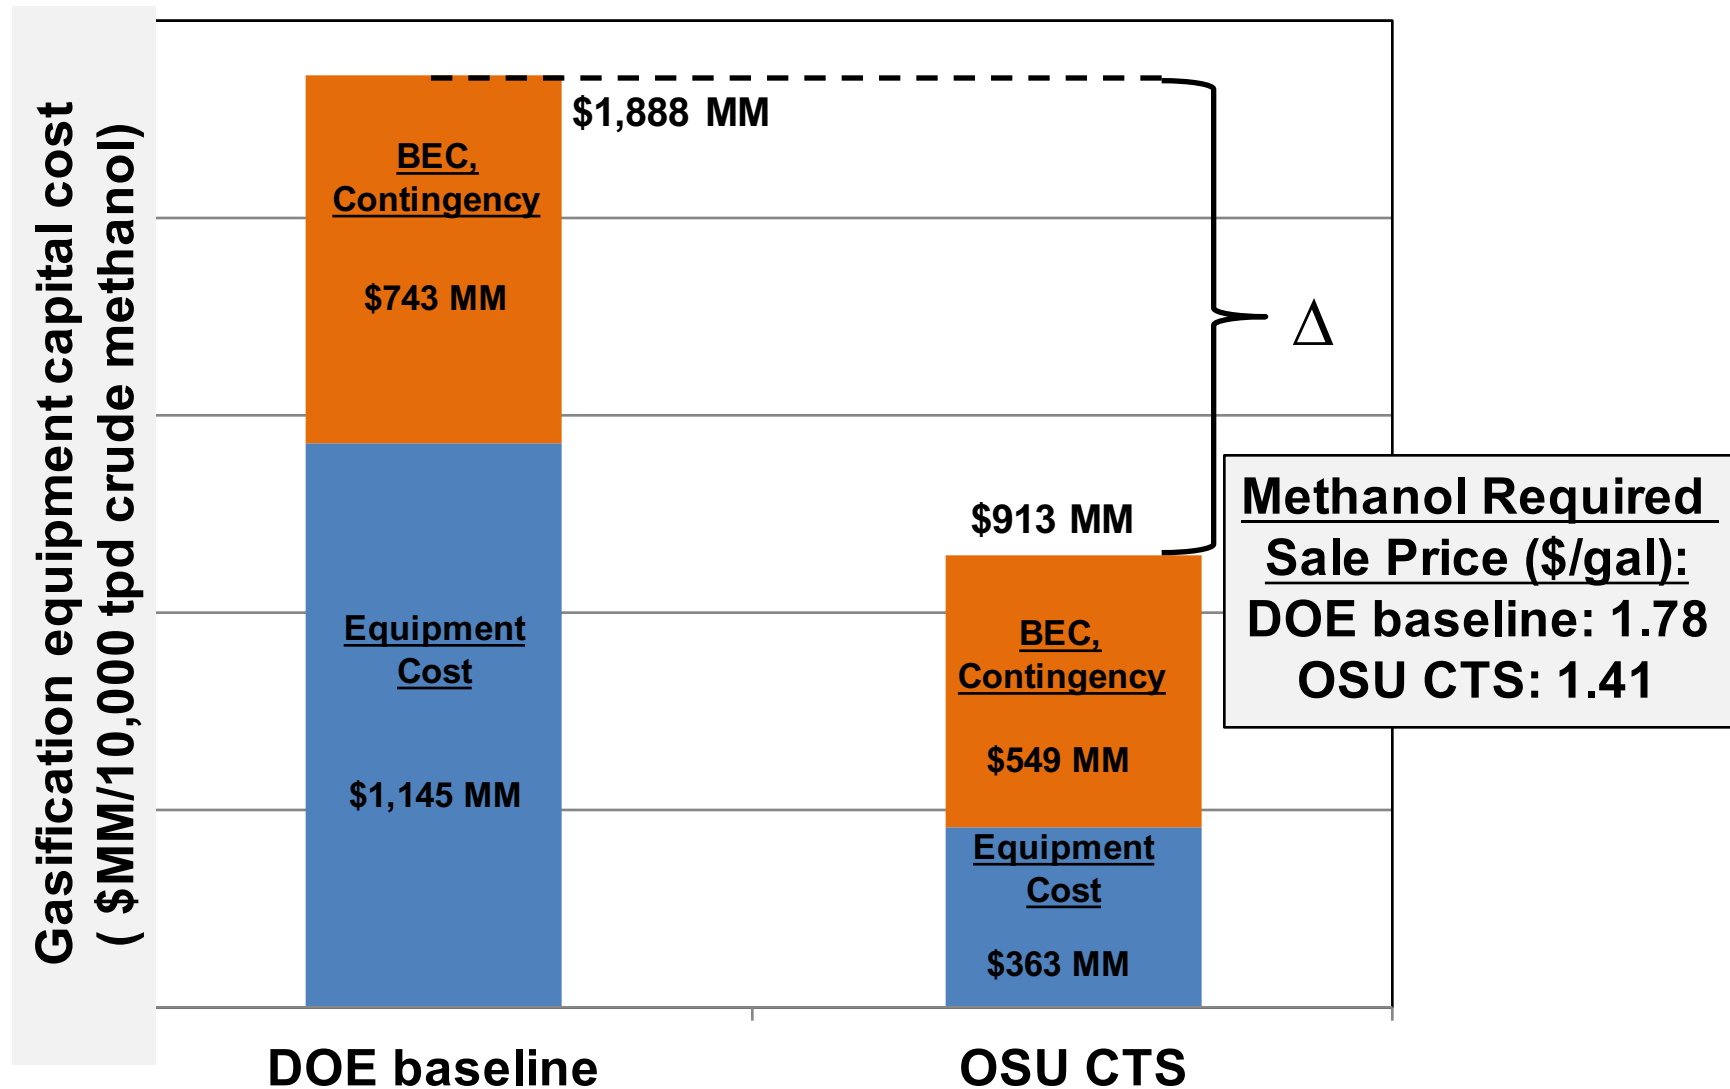 Gasification equipment capital cost
( $MM/10,000 tpd crude methanol)
$1,888 MM
BEC,
Contingency
$743 MM
Equipment
Cost
$1,145 MM
Δ
$913 MM
BEC,
Contingency
$549 MM
Equipment
Cost
$363 MM
Methanol Required
Sale Price ($/gal):
DOE baseline: 1.78
OSU CTS: 1.41
DOE baseline
OSU CTS